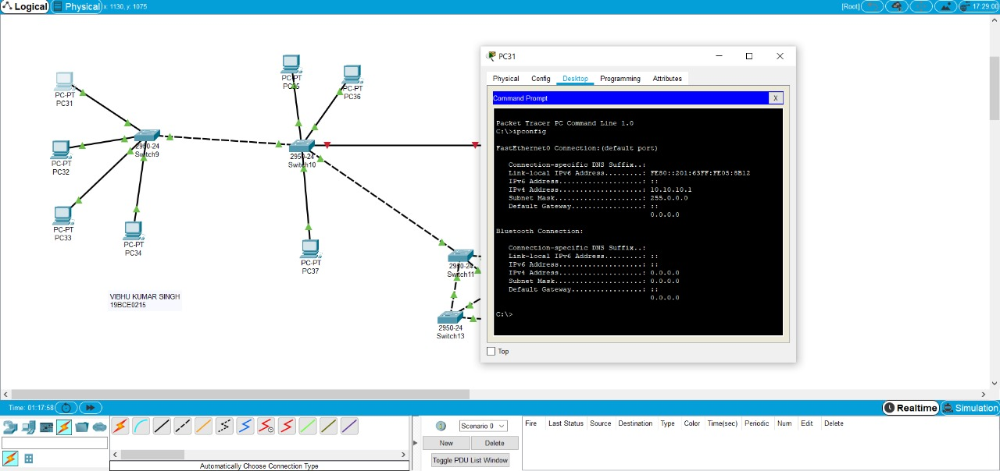 Logical Physical x: 1130, y: 1075 [Root] 17:29:00
PC-PT
PC31
PC-PT
PC32
PC-PT
PC33
PC-PT
PC34
2950-24
Switch9
PC-PT
PC35
PC-PT
PC36
2950-24
Switch10
PC-PT
PC37
2950-24
Switch11
2950-24
Switch13
VIBHU KUMAR SINGH
19BCE0215
PC31
Physical Config Desktop Programming Attributes
Command Prompt X
Packet Tracer PC Command Line 1.0
C:\>ipconfig
FastEthernet0 Connection:(default port)
Connection-specific DNS Suffix..:
Link-local IPv6 Address.........: FE80::201:63FF:FE05:8B12
IPv6 Address....................: ::
IPv4 Address....................: 10.10.10.1
Subnet Mask.....................: 255.0.0.0
Default Gateway.................: ::
0.0.0.0
Bluetooth Connection:
Connection-specific DNS Suffix..:
Link-local IPv6 Address.........: ::
IPv6 Address....................: ::
IPv4 Address....................: 0.0.0.0
Subnet Mask.....................: 0.0.0.0
Default Gateway.................: ::
0.0.0.0
C:\>
Top
Time: 01:17:58 Realtime Simulation
Scenario 0
New Delete
Toggle PDU List Window
Fire Last Status Source Destination Type Color Time(sec) Periodic Num Edit Delete
Automatically Choose Connection Type